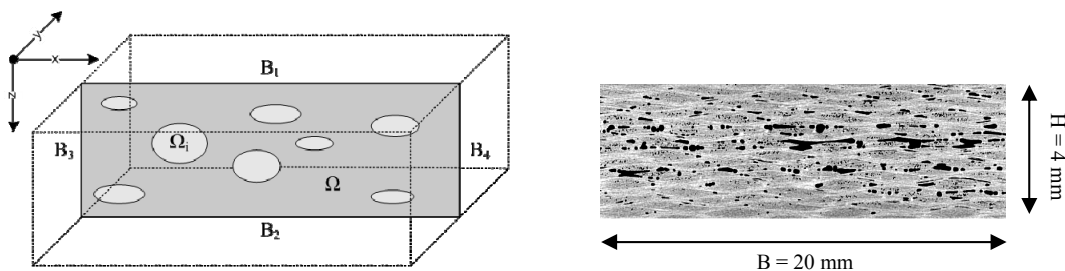 y
x
z
B₁
B₃
Ωᵢ
B₄
Ω
B₂
H = 4 mm
B = 20 mm